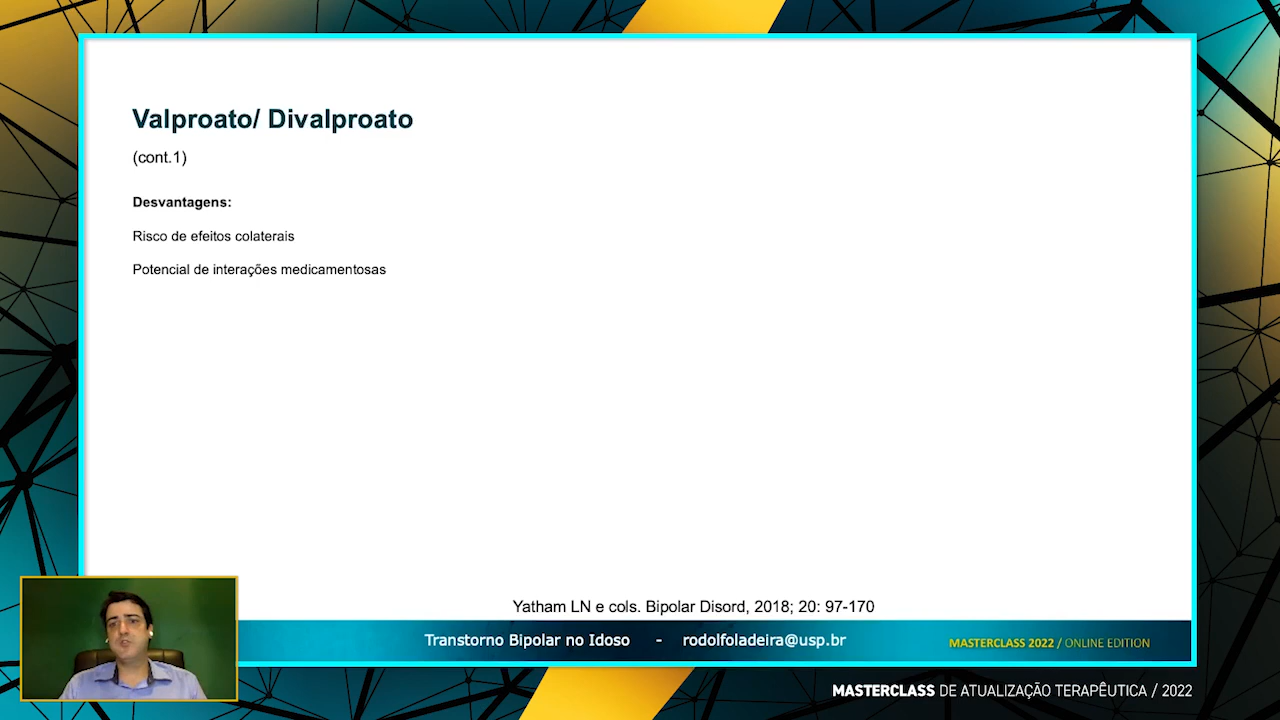 Valproato/ Divalproato
(cont.1)
Desvantagens:
Risco de efeitos colaterais
Potencial de interações medicamentosas
Yatham LN e cols. Bipolar Disord, 2018; 20: 97-170
Transtorno Bipolar no Idoso - rodolfoladeira@usp.br
MASTERCLASS 2022 / ONLINE EDITION
MASTERCLASS DE ATUALIZAÇÃO TERAPÊUTICA / 2022